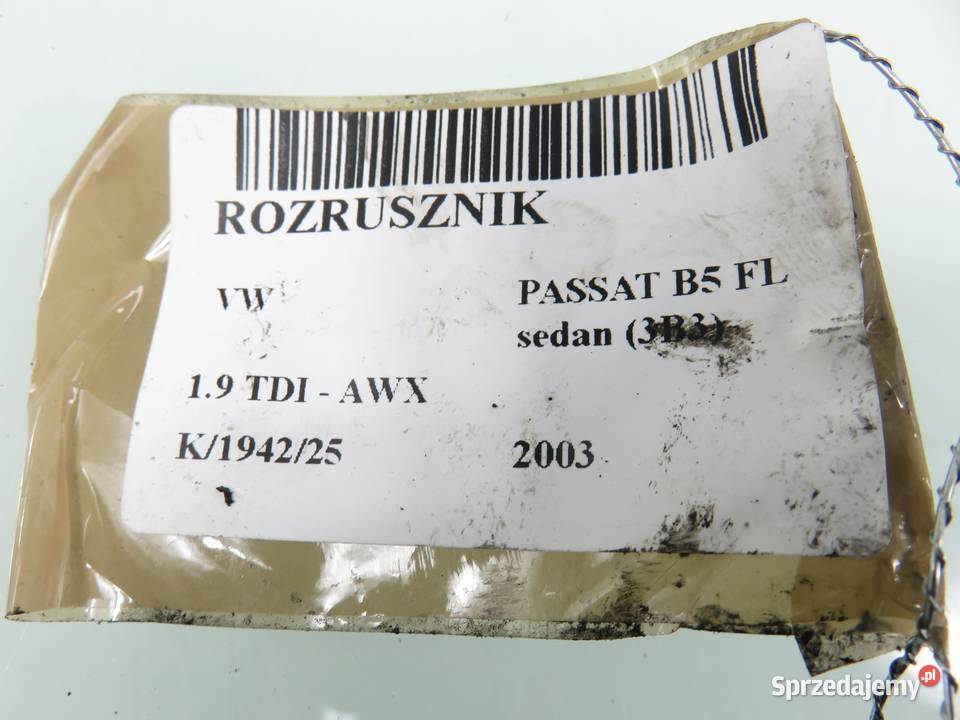 ROZRUSZNIK
VW
PASSAT B5 FL
sedan (3B3)
1.9 TDI - AWX
K/1942/25
2003
Sprzedajemy.pl